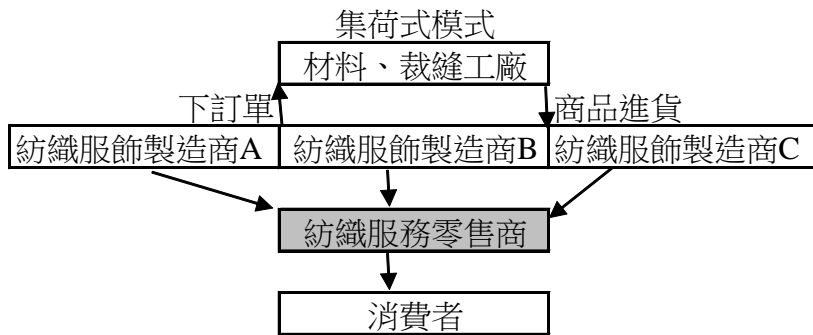 集荷式模式
材料、裁縫工廠
下訂單
商品進貨
紡織服飾製造商A
紡織服飾製造商B
紡織服飾製造商C
紡織服務零售商
消費者